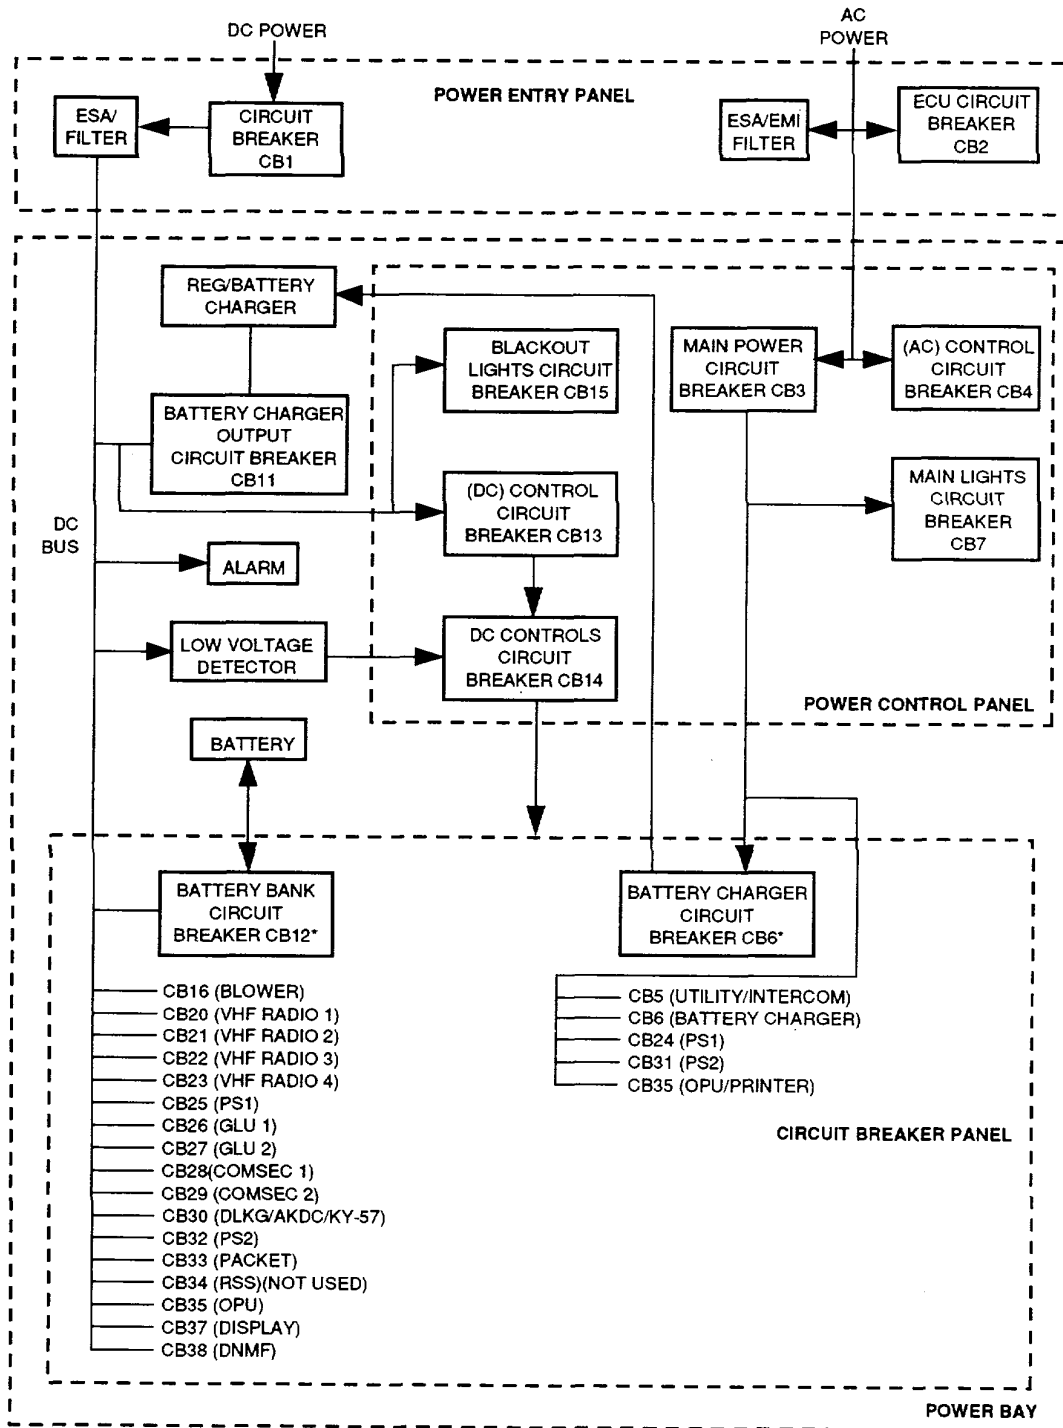 DC POWER
AC
POWER
POWER ENTRY PANEL
ESA/
FILTER
CIRCUIT
BREAKER
CB1
ESA/EMI
FILTER
ECU CIRCUIT
BREAKER
CB2
REG/BATTERY
CHARGER
BLACKOUT
LIGHTS CIRCUIT
BREAKER CB15
MAIN POWER
CIRCUIT
BREAKER CB3
(AC) CONTROL
CIRCUIT
BREAKER CB4
BATTERY CHARGER
OUTPUT
CIRCUIT BREAKER
CB11
(DC) CONTROL
CIRCUIT
BREAKER CB13
MAIN LIGHTS
CIRCUIT
BREAKER
CB7
DC
BUS
ALARM
LOW VOLTAGE
DETECTOR
DC CONTROLS
CIRCUIT
BREAKER CB14
POWER CONTROL PANEL
BATTERY
BATTERY BANK
CIRCUIT
BREAKER CB12*
BATTERY CHARGER
CIRCUIT
BREAKER CB6*
CB16 (BLOWER)
CB20 (VHF RADIO 1)
CB21 (VHF RADIO 2)
CB22 (VHF RADIO 3)
CB23 (VHF RADIO 4)
CB25 (PS1)
CB26 (GLU 1)
CB27 (GLU 2)
CB28(COMSEC 1)
CB29 (COMSEC 2)
CB30 (DLKG/AKDC/KY-57)
CB32 (PS2)
CB33 (PACKET)
CB34 (RSS)(NOT USED)
CB35 (OPU)
CB37 (DISPLAY)
CB38 (DNMF)
CB5 (UTILITY/INTERCOM)
CB6 (BATTERY CHARGER)
CB24 (PS1)
CB31 (PS2)
CB35 (OPU/PRINTER)
CIRCUIT BREAKER PANEL
POWER BAY